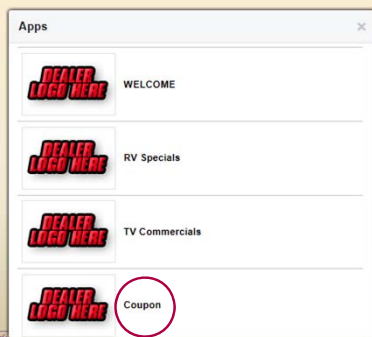 Apps
×
DEALER
LOGO HERE
WELCOME
DEALER
LOGO HERE
RV Specials
DEALER
LOGO HERE
TV Commercials
DEALER
LOGO HERE
Coupon